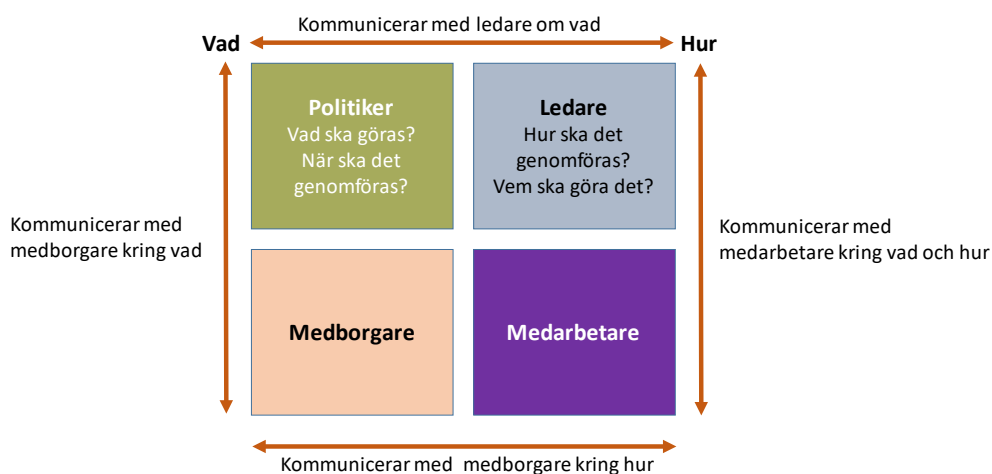 Kommunicerar med ledare om vad
Vad
Hur
Politiker
Vad ska göras?
När ska det
genomföras?
Ledare
Hur ska det
genomföras?
Vem ska göra det?
Kommunicerar med
medborgare kring vad
Kommunicerar med
medarbetare kring vad och hur
Medborgare
Medarbetare
Kommunicerar med  medborgare kring hur